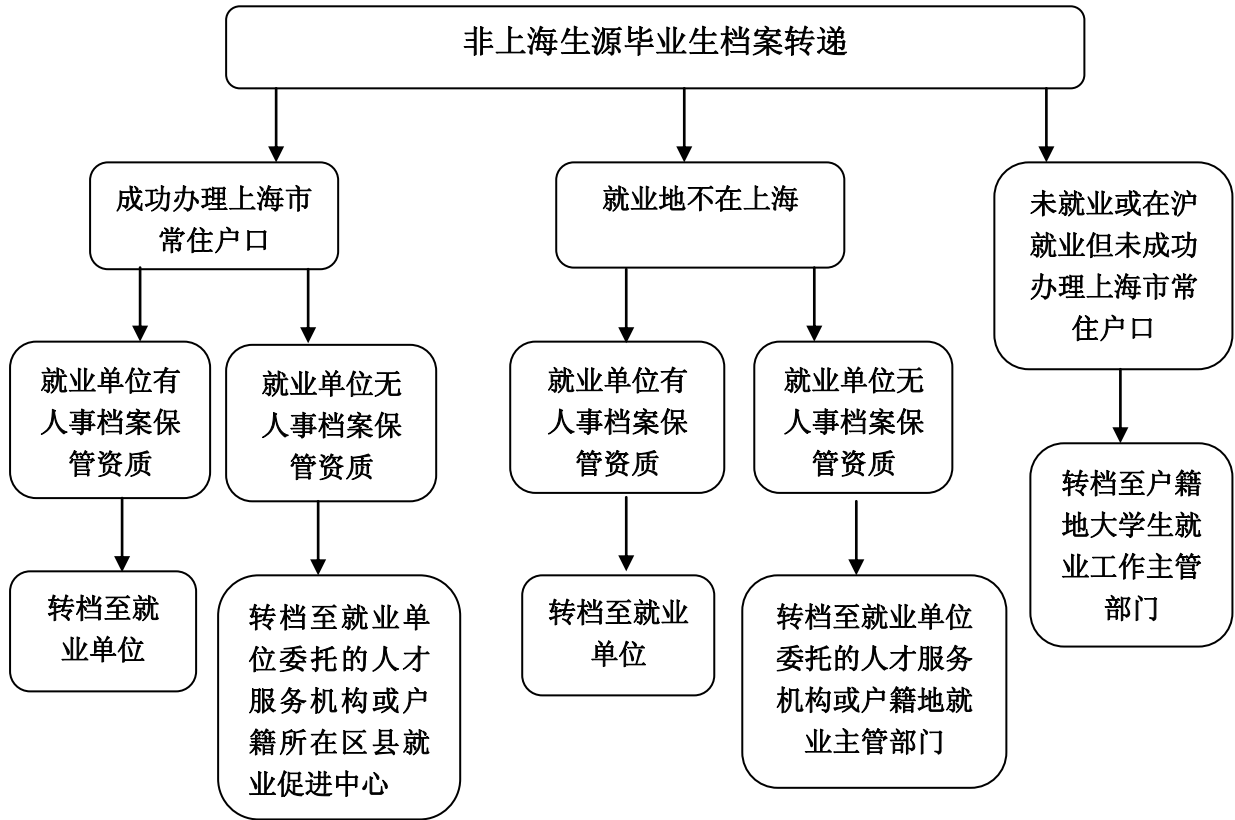 非上海生源毕业生档案转递
成功办理上海市
常住户口
就业地不在上海
未就业或在沪
就业但未成功
办理上海市常
住户口
就业单位有
人事档案保
管资质
就业单位无
人事档案保
管资质
就业单位有
人事档案保
管资质
就业单位无
人事档案保
管资质
转档至户籍
地大学生就
业工作主管
部门
转档至就
业单位
转档至就业单
位委托的人才
服务机构或户
籍所在区县就
业促进中心
转档至就业
单位
转档至就业单位
委托的人才服务
机构或户籍地就
业主管部门